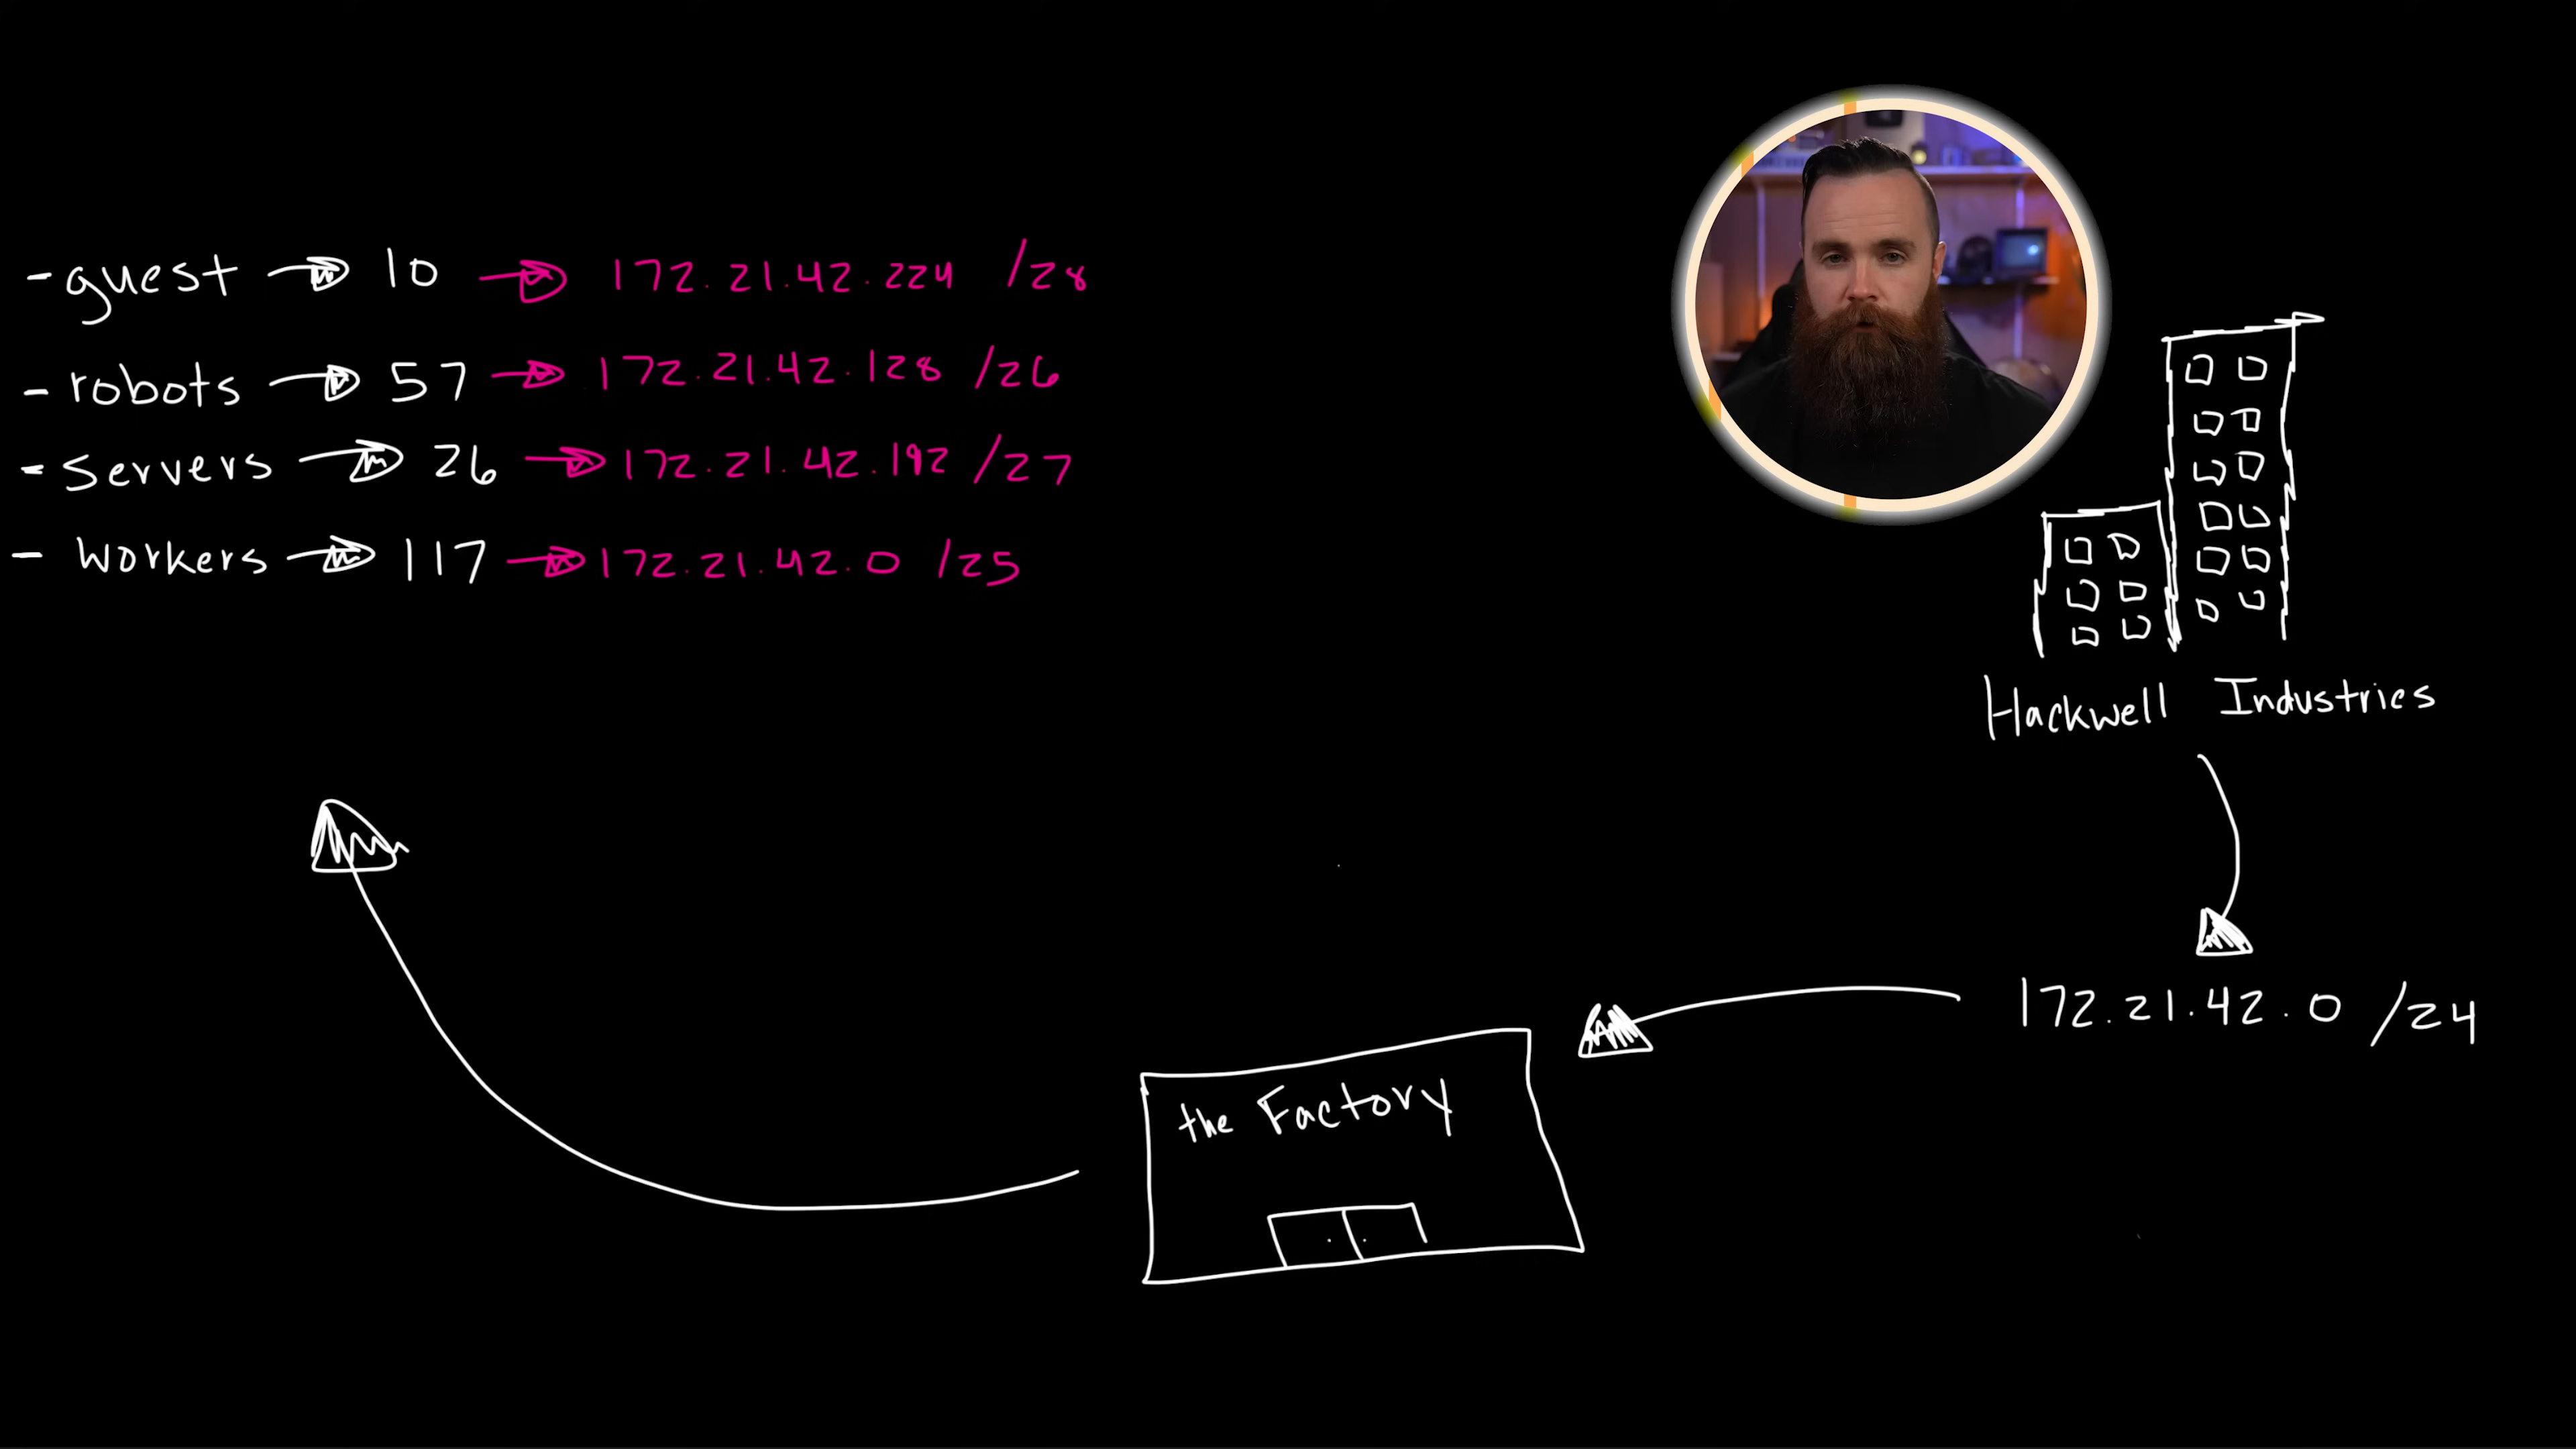 - guest → 10 → 172.21.42.224 /28
- robots → 57 → 172.21.42.128 /26
- servers → 26 → 172.21.42.192 /27
- workers → 117 → 172.21.42.0 /25
Hackwell Industries
172.21.42.0 /24
the Factory